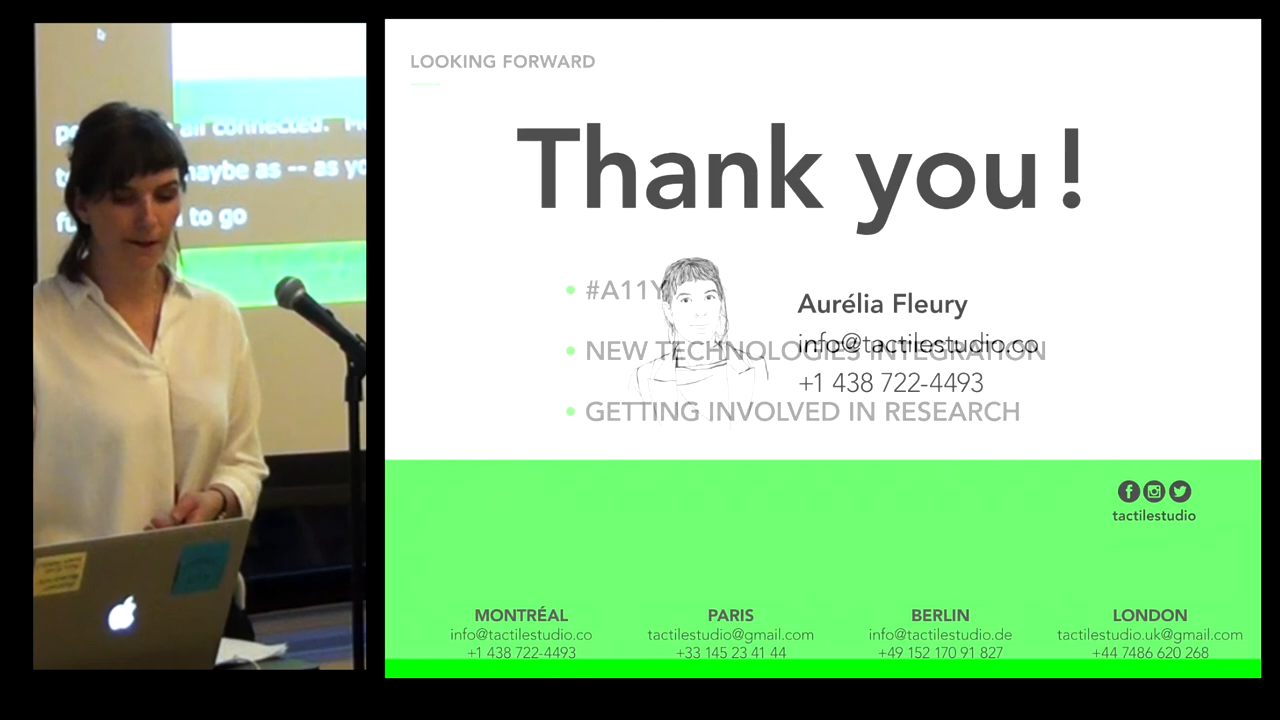 all connected.
maybe as -- as
to go
LOOKING FORWARD
Thank you!
• #A11Y
• NEW TECHNOLOGIES INTEGRATION
• GETTING INVOLVED IN RESEARCH
Aurélia Fleury
info@tactilestudio.co
+1 438 722-4493
tactilestudio
MONTRÉAL
info@tactilestudio.co
+1 438 722-4493
PARIS
tactilestudio@gmail.com
+33 145 23 41 44
BERLIN
info@tactilestudio.de
+49 152 170 91 827
LONDON
tactilestudio.uk@gmail.com
+44 7486 620 268